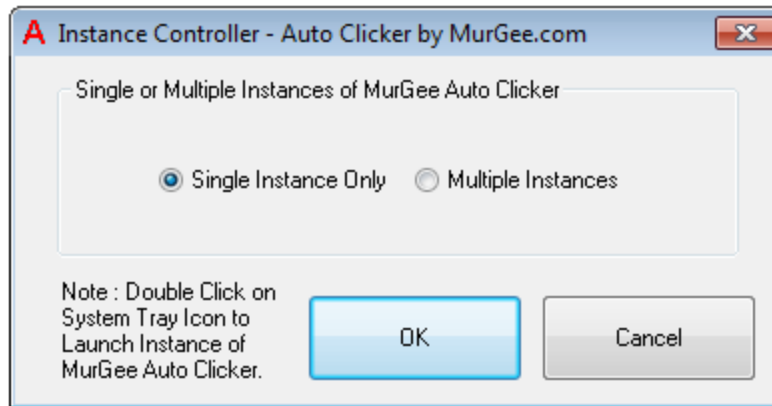 A Instance Controller - Auto Clicker by MurGee.com
Single or Multiple Instances of MurGee Auto Clicker
Single Instance Only Multiple Instances
Note : Double Click on
System Tray Icon to
Launch Instance of
MurGee Auto Clicker.
OK Cancel